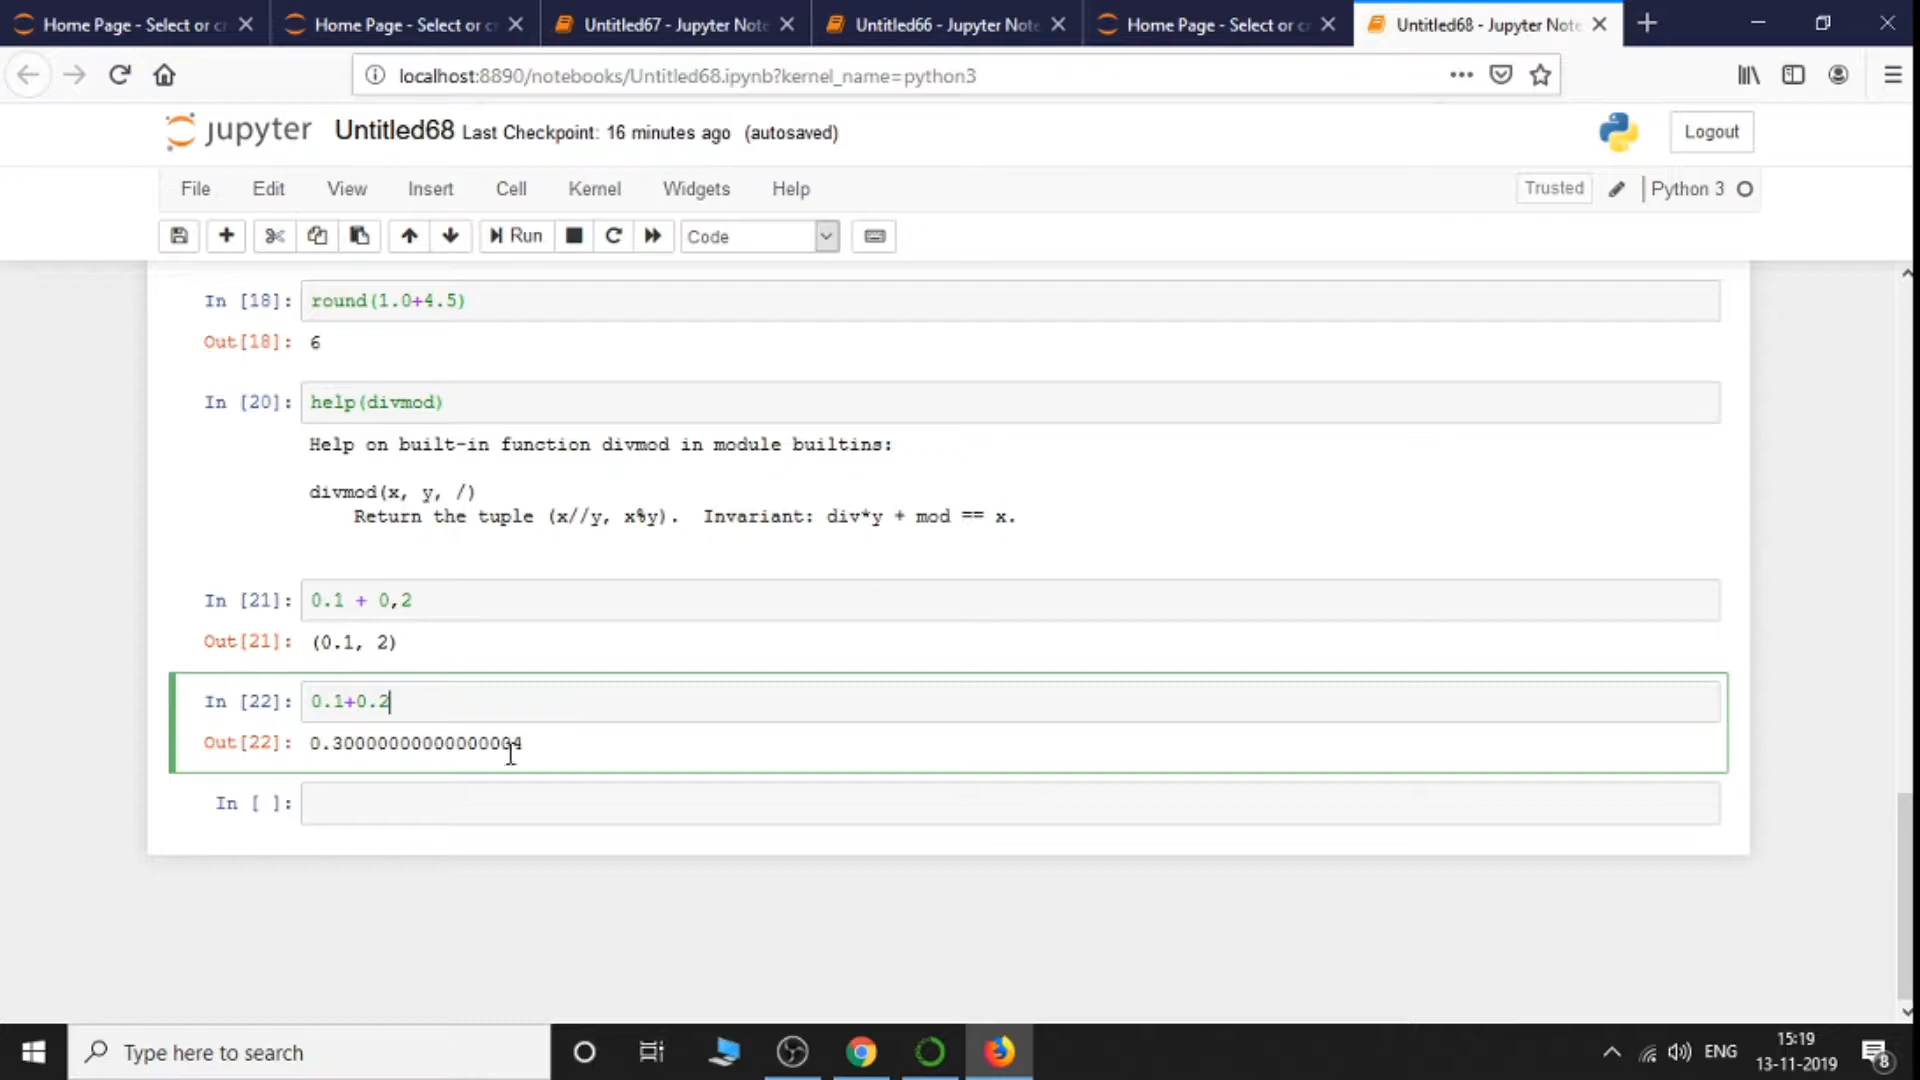 Home Page - Select or cr
Home Page - Select or cr
Untitled67 - Jupyter Note
Untitled66 - Jupyter Note
Home Page - Select or cr
Untitled68 - Jupyter Note
localhost:8890/notebooks/Untitled68.ipynb?kernel_name=python3
jupyter Untitled68 Last Checkpoint: 16 minutes ago (autosaved)
Logout
File Edit View Insert Cell Kernel Widgets Help
Trusted Python 3
Run Code
In [18]: round(1.0+4.5)
Out[18]: 6
In [20]: help(divmod)
Help on built-in function divmod in module builtins:
divmod(x, y, /)
Return the tuple (x//y, x%y).  Invariant: div*y + mod == x.
In [21]: 0.1 + 0,2
Out[21]: (0.1, 2)
In [22]: 0.1+0.2
Out[22]: 0.30000000000000004
In [ ]:
Type here to search
ENG
15:19
13-11-2019
8